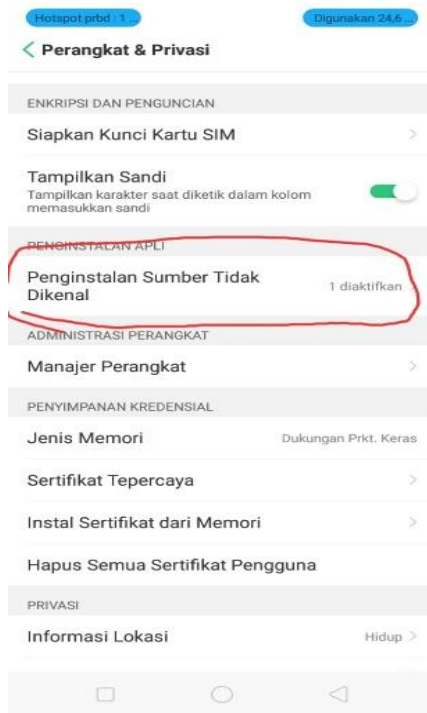 Hotspot prbd : 1 ...
Digunakan 24,6 ...
Perangkat & Privasi
ENKRIPSI DAN PENGUNCIAN
Siapkan Kunci Kartu SIM
Tampilkan Sandi
Tampilkan karakter saat diketik dalam kolom
memasukkan sandi
PENGINSTALAN APLI
Penginstalan Sumber Tidak
Dikenal
1 diaktifkan
ADMINISTRASI PERANGKAT
Manajer Perangkat
PENYIMPANAN KREDENSIAL
Jenis Memori
Dukungan Prkt. Keras
Sertifikat Tepercaya
Instal Sertifikat dari Memori
Hapus Semua Sertifikat Pengguna
PRIVASI
Informasi Lokasi
Hidup